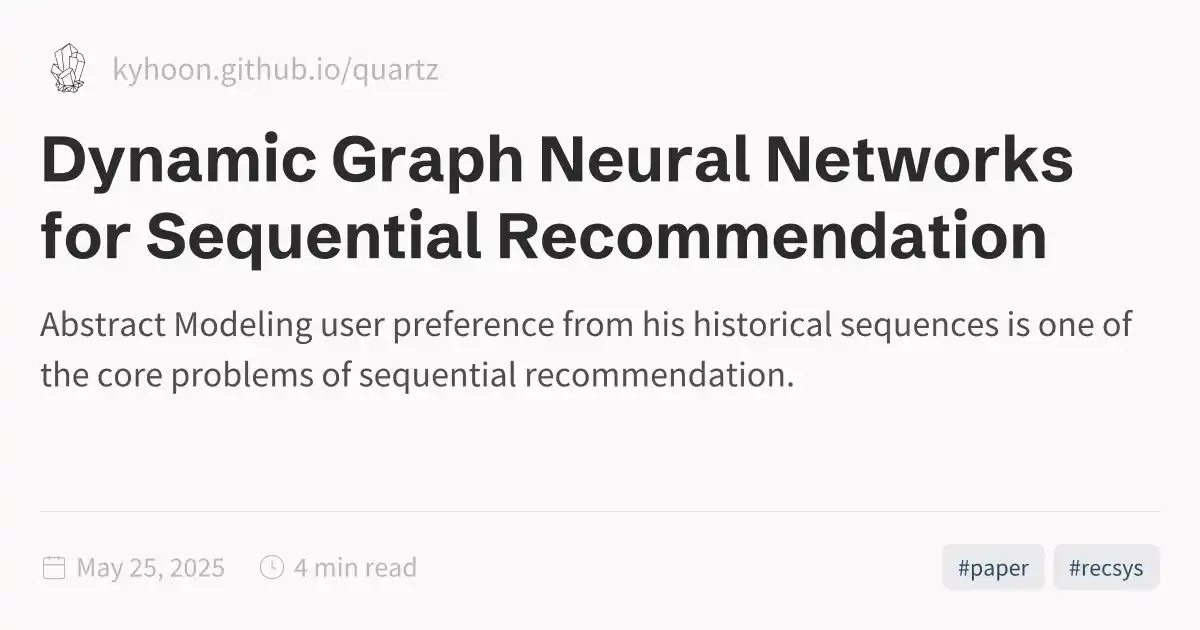 kyhoon.github.io/quartz
Dynamic Graph Neural Networks
for Sequential Recommendation
Abstract Modeling user preference from his historical sequences is one of
the core problems of sequential recommendation.
May 25, 2025 4 min read #paper #recsys